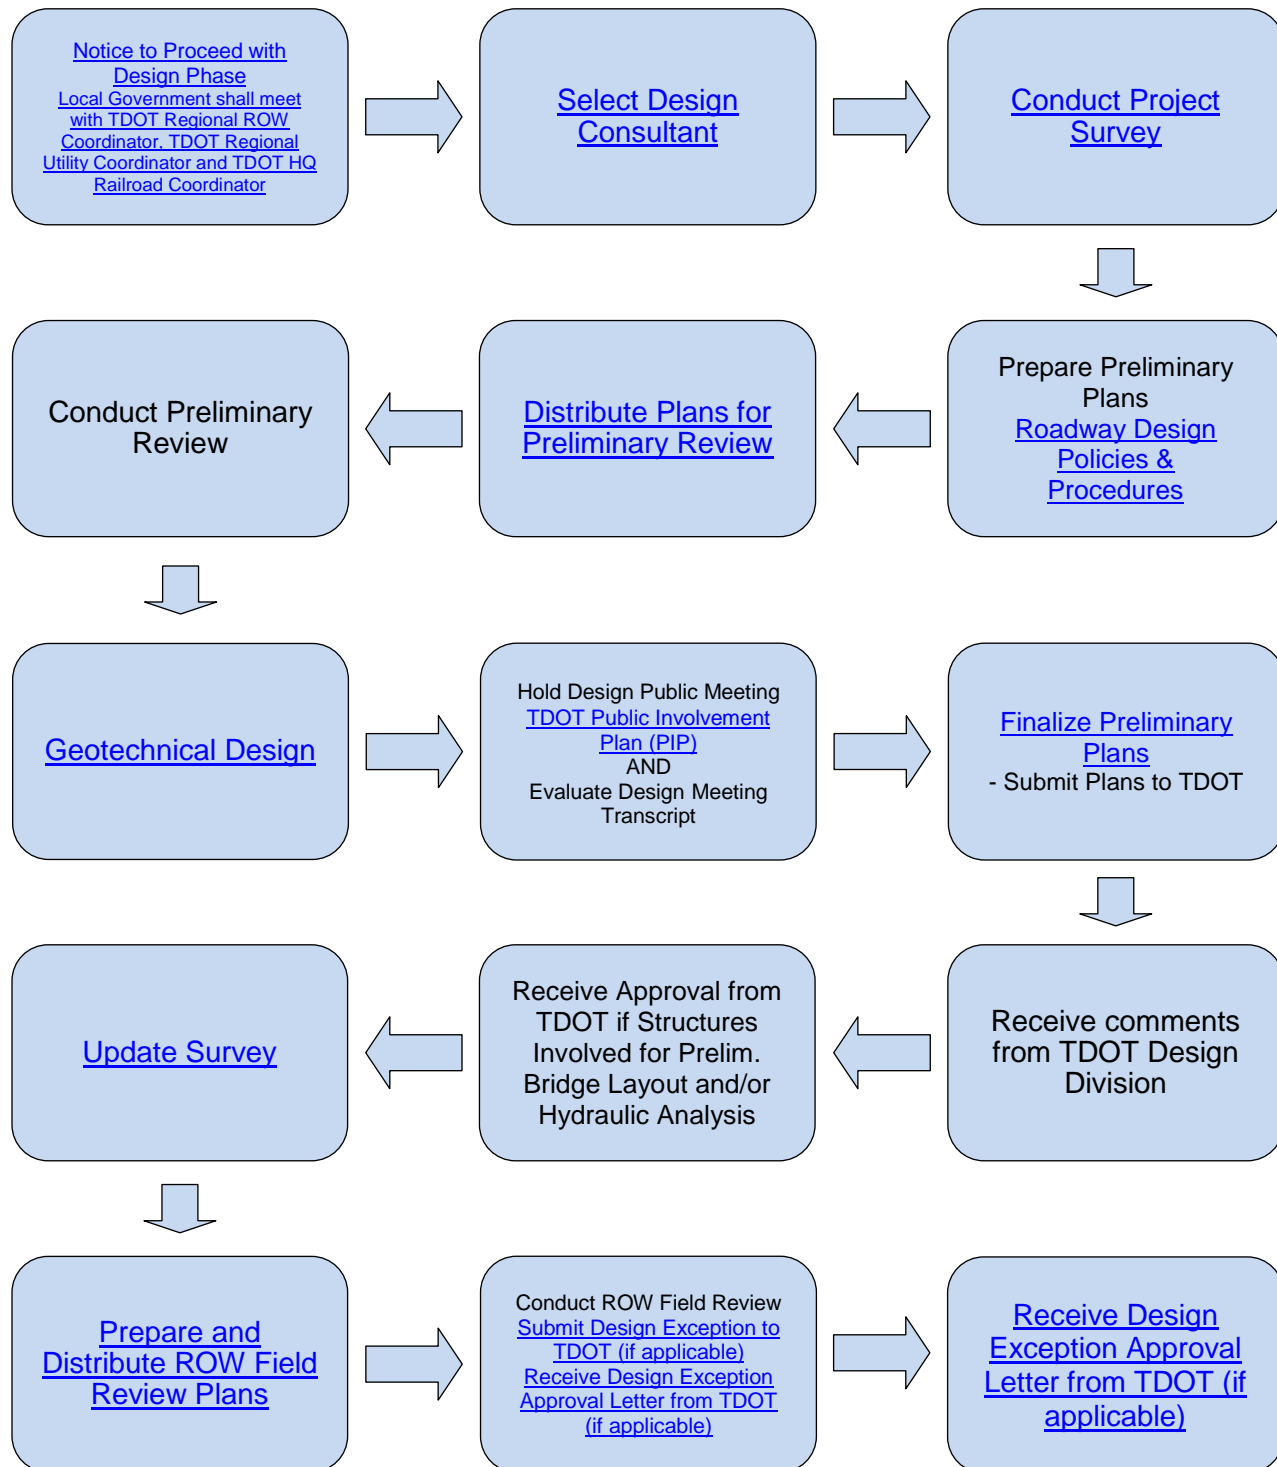 Notice to Proceed with
Design Phase
Local Government shall meet
with TDOT Regional ROW
Coordinator, TDOT Regional
Utility Coordinator and TDOT HQ
Railroad Coordinator
Select Design
Consultant
Conduct Project
Survey
Prepare Preliminary
Plans
Roadway Design
Policies &
Procedures
Distribute Plans for
Preliminary Review
Conduct Preliminary
Review
Geotechnical Design
Hold Design Public Meeting
TDOT Public Involvement
Plan (PIP)
AND
Evaluate Design Meeting
Transcript
Finalize Preliminary
Plans
- Submit Plans to TDOT
Receive comments
from TDOT Design
Division
Receive Approval from
TDOT if Structures
Involved for Prelim.
Bridge Layout and/or
Hydraulic Analysis
Update Survey
Prepare and
Distribute ROW Field
Review Plans
Conduct ROW Field Review
Submit Design Exception to
TDOT (if applicable)
Receive Design Exception
Approval Letter from TDOT
(if applicable)
Receive Design
Exception Approval
Letter from TDOT (if
applicable)